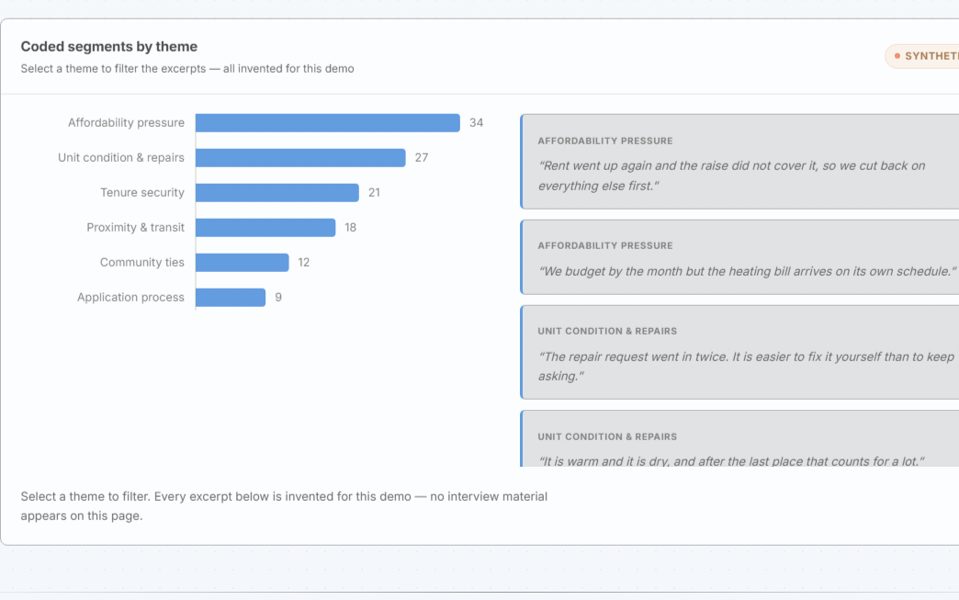 Coded segments by theme
Select a theme to filter the excerpts — all invented for this demo
Affordability pressure 34
Unit condition & repairs 27
Tenure security 21
Proximity & transit 18
Community ties 12
Application process 9
AFFORDABILITY PRESSURE
“Rent went up again and the raise did not cover it, so we cut back on
everything else first.”
AFFORDABILITY PRESSURE
“We budget by the month but the heating bill arrives on its own schedule.”
UNIT CONDITION & REPAIRS
“The repair request went in twice. It is easier to fix it yourself than to keep
asking.”
UNIT CONDITION & REPAIRS
“It is warm and it is dry, and after the last place that counts for a lot.”
Select a theme to filter. Every excerpt below is invented for this demo — no interview material
appears on this page.